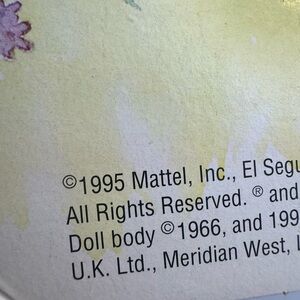 ©1995 Mattel, Inc., El Segu
All Rights Reserved. ® and
Doll body ©1966, and 199
U.K. Ltd., Meridian West, L